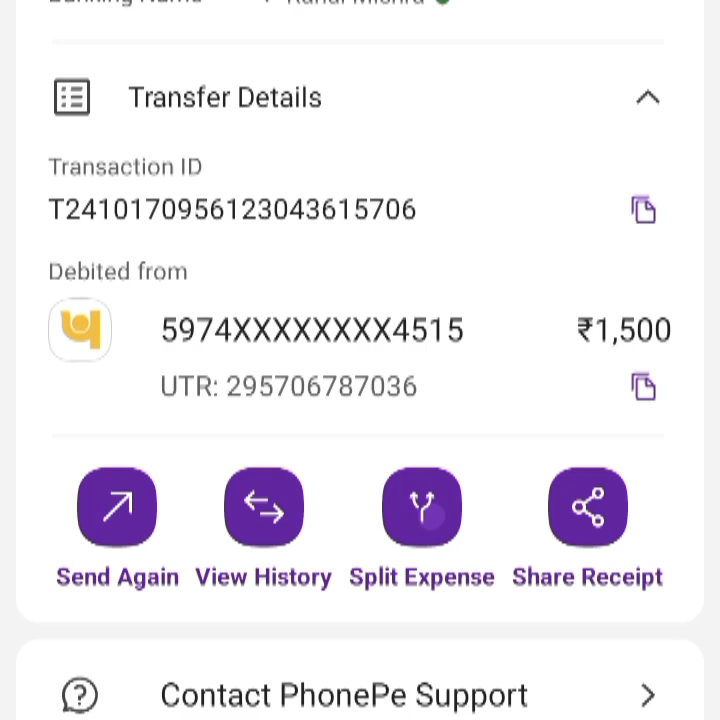 Transfer Details
Transaction ID
T2410170956123043615706
Debited from
5974XXXXXXXX4515 ₹1,500
UTR: 295706787036
Send Again View History Split Expense Share Receipt
Contact PhonePe Support